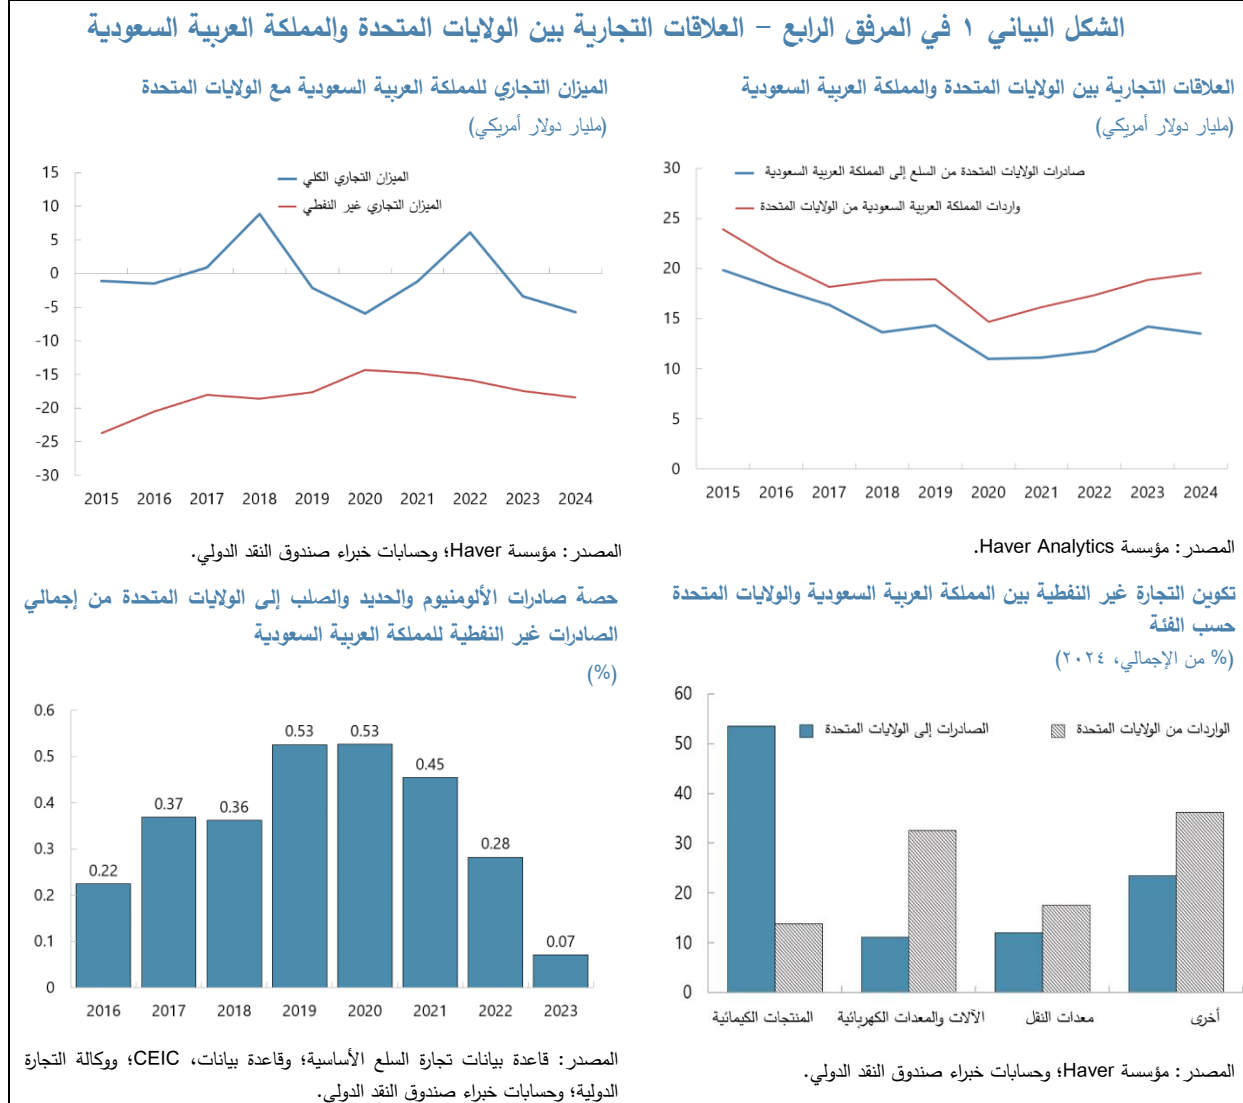 الشكل البياني ١ في المرفق الرابع – العلاقات التجارية بين الولايات المتحدة والمملكة العربية السعودية
العلاقات التجارية بين الولايات المتحدة والمملكة العربية السعودية
(مليار دولار أمريكي)
صادرات الولايات المتحدة من السلع إلى المملكة العربية السعودية
واردات المملكة العربية السعودية من الولايات المتحدة
30
25
20
15
10
5
0
2015 2016 2017 2018 2019 2020 2021 2022 2023 2024
المصدر: مؤسسة Haver Analytics.
الميزان التجاري للمملكة العربية السعودية مع الولايات المتحدة
(مليار دولار أمريكي)
الميزان التجاري الكلي
الميزان التجاري غير النفطي
15
10
5
0
-5
-10
-15
-20
-25
-30
2015 2016 2017 2018 2019 2020 2021 2022 2023 2024
المصدر: مؤسسة Haver؛ وحسابات خبراء صندوق النقد الدولي.
تكوين التجارة غير النفطية بين المملكة العربية السعودية والولايات المتحدة
حسب الفئة
(% من الإجمالي، ٢٠٢٤)
الصادرات إلى الولايات المتحدة
الواردات من الولايات المتحدة
60
50
40
30
20
10
0
المنتجات الكيمائية
الآلات والمعدات الكهربائية
معدات النقل
أخرى
المصدر: مؤسسة Haver؛ وحسابات خبراء صندوق النقد الدولي.
حصة صادرات الألومنيوم والحديد والصلب إلى الولايات المتحدة من إجمالي
الصادرات غير النفطية للمملكة العربية السعودية
(%)
0.6
0.5
0.4
0.3
0.2
0.1
0
0.22
0.37
0.36
0.53
0.53
0.45
0.28
0.07
2016 2017 2018 2019 2020 2021 2022 2023
المصدر: قاعدة بيانات تجارة السلع الأساسية؛ وقاعدة بيانات، CEIC؛ ووكالة التجارة
الدولية؛ وحسابات خبراء صندوق النقد الدولي.